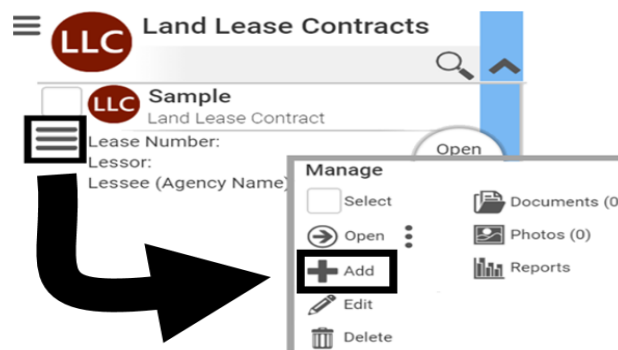 LLC Land Lease Contracts
LLC Sample
Land Lease Contract
Lease Number:
Open
Lessor:
Lessee (Agency Name)
Manage
Select
Documents (0
Open
Photos (0)
Add
Reports
Edit
Delete